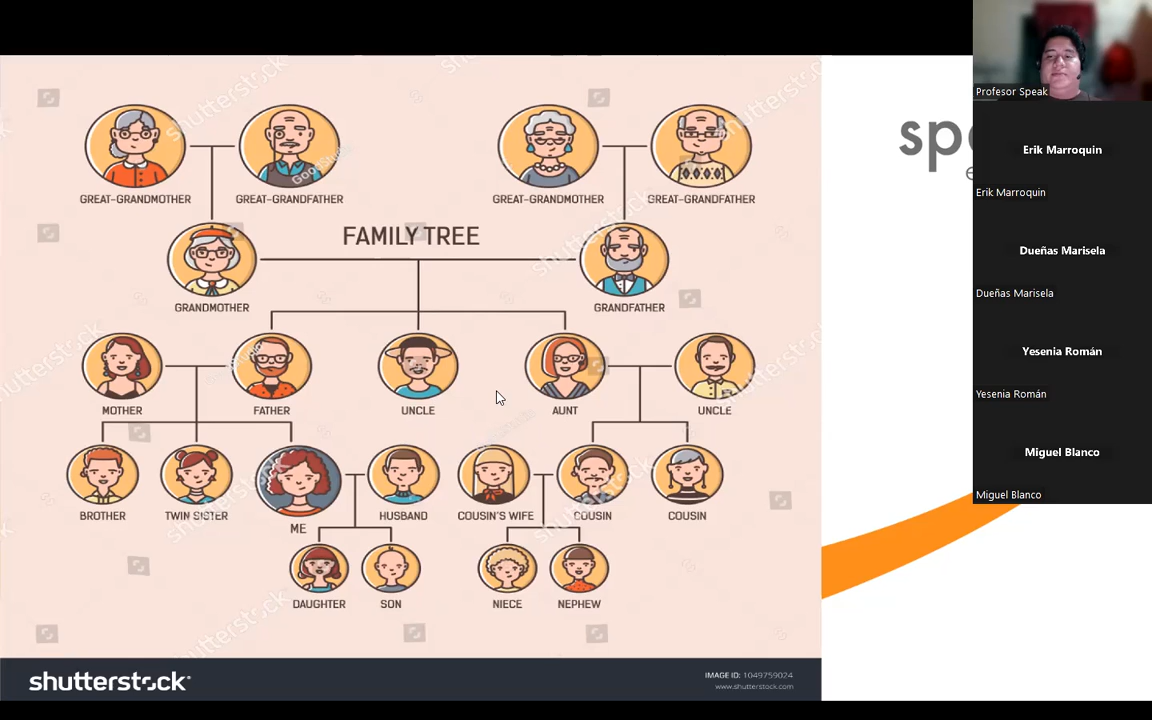 GREAT-GRANDMOTHER GREAT-GRANDFATHER GREAT-GRANDMOTHER GREAT-GRANDFATHER
FAMILY TREE
GRANDMOTHER GRANDFATHER
MOTHER FATHER UNCLE AUNT UNCLE
BROTHER TWIN SISTER ME HUSBAND COUSIN'S WIFE COUSIN COUSIN
DAUGHTER SON NIECE NEPHEW
shutterstock
IMAGE ID: 1049759024
www.shutterstock.com
Profesor Speak
Erik Marroquin
Erik Marroquin
Dueñas Marisela
Dueñas Marisela
Yesenia Román
Yesenia Román
Miguel Blanco
Miguel Blanco